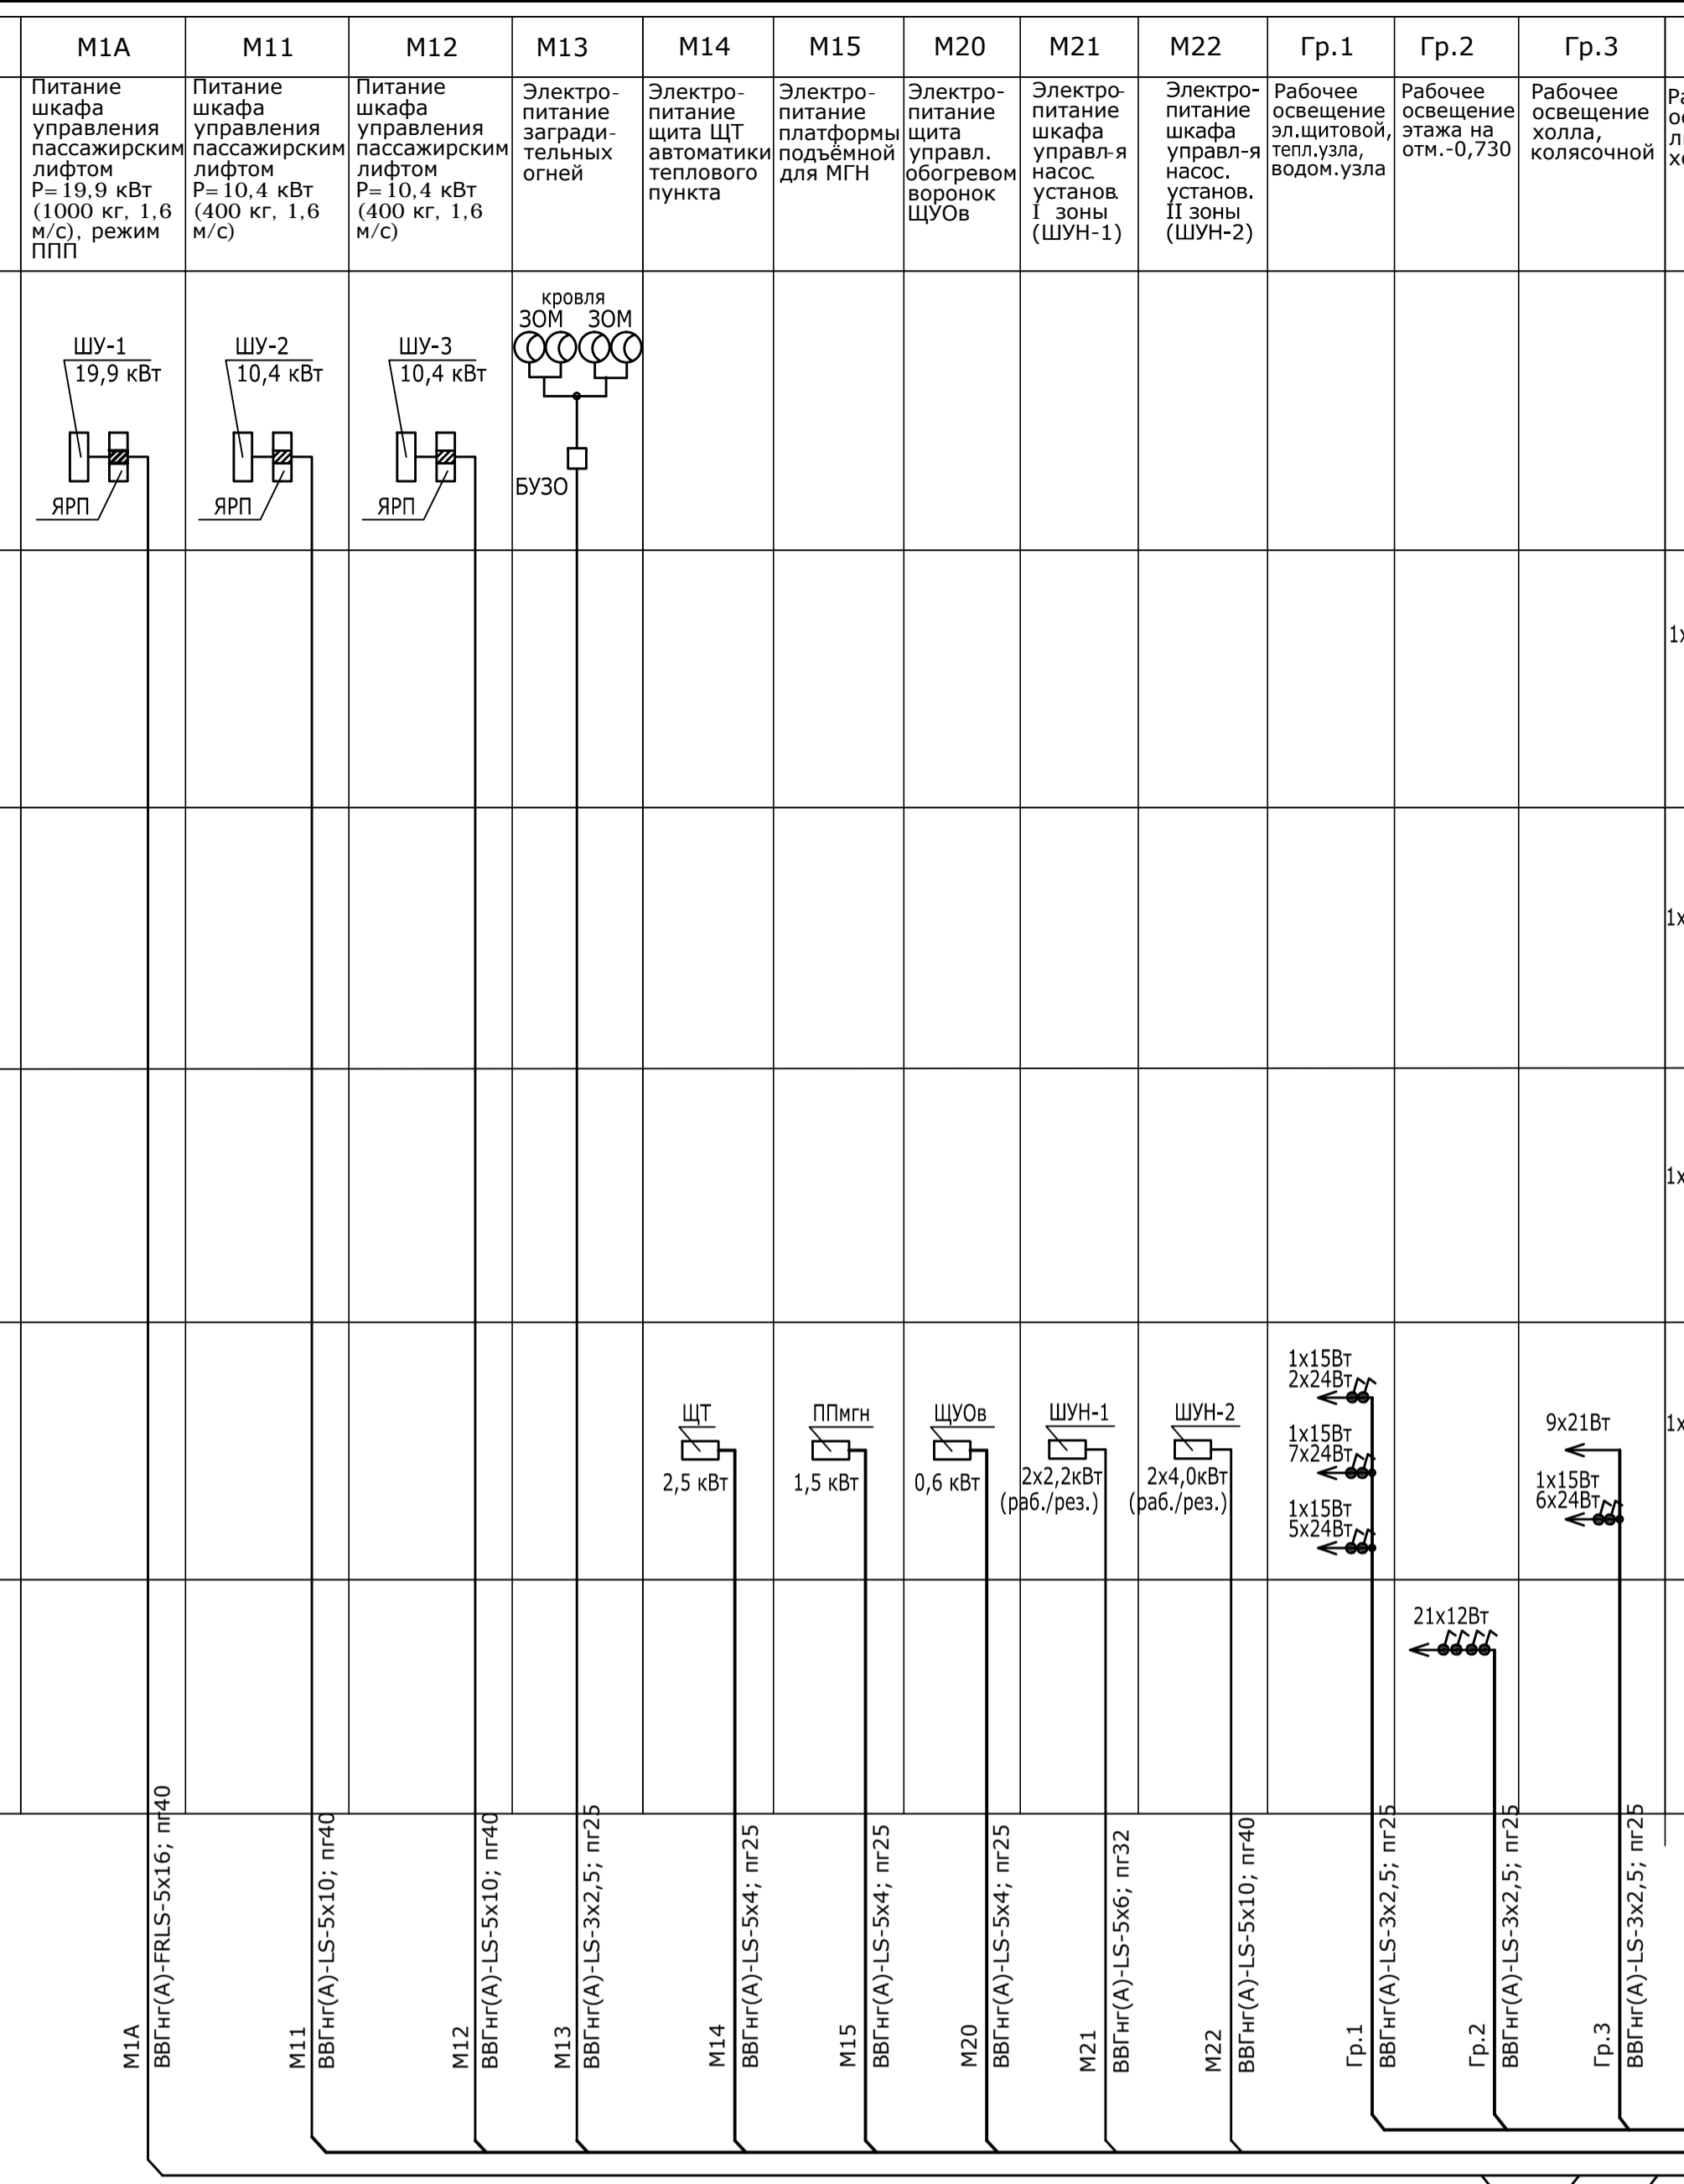 М1А
М11
М12
М13
М14
М15
М20
М21
М22
Гр.1
Гр.2
Гр.3
Питание
шкафа
управления
пассажирским
лифтом
Р=19,9 кВт
(1000 кг, 1,6
м/с), режим
ППП
Питание
шкафа
управления
пассажирским
лифтом
Р=10,4 кВт
(400 кг, 1,6
м/с)
Питание
шкафа
управления
пассажирским
лифтом
Р=10,4 кВт
(400 кг, 1,6
м/с)
Электро-
питание
загради-
тельных
огней
Электро-
питание
щита ЩТ
автоматики
теплового
пункта
Электро-
питание
платформы
подъёмной
для МГН
Электро-
питание
щита
управл.
обогревом
воронок
ЩУОв
Электро-
питание
шкафа
управл-я
насос.
установ.
I зоны
(ШУН-1)
Электро-
питание
шкафа
управл-я
насос.
установ.
II зоны
(ШУН-2)
Рабочее
освещение
эл.щитовой,
тепл.узла,
водом.узла
Рабочее
освещение
этажа на
отм.-0,730
Рабочее
освещение
холла,
колясочной
ШУ-1
19,9 кВт
ЯРП
ШУ-2
10,4 кВт
ЯРП
ШУ-3
10,4 кВт
ЯРП
кровля
ЗОМ ЗОМ
БУЗО
1х
1х
1х
1х
ЩТ
2,5 кВт
ППмгн
1,5 кВт
ЩУОв
0,6 кВт
ШУН-1
2х2,2кВт
(раб./рез.)
ШУН-2
2х4,0кВт
(раб./рез.)
1х15Вт
2х24Вт
1х15Вт
7х24Вт
1х15Вт
5х24Вт
9х21Вт
1х15Вт
6х24Вт
21х12Вт
М1А
ВВГнг(А)-FRLS-5х16; пг40
М11
ВВГнг(А)-LS-5х10; пг40
М12
ВВГнг(А)-LS-5х10; пг40
М13
ВВГнг(А)-LS-3х2,5; пг25
М14
ВВГнг(А)-LS-5х4; пг25
М15
ВВГнг(А)-LS-5х4; пг25
М20
ВВГнг(А)-LS-5х4; пг25
М21
ВВГнг(А)-LS-5х6; пг32
М22
ВВГнг(А)-LS-5х10; пг40
Гр.1
ВВГнг(А)-LS-3х2,5; пг25
Гр.2
ВВГнг(А)-LS-3х2,5; пг25
Гр.3
ВВГнг(А)-LS-3х2,5; пг25